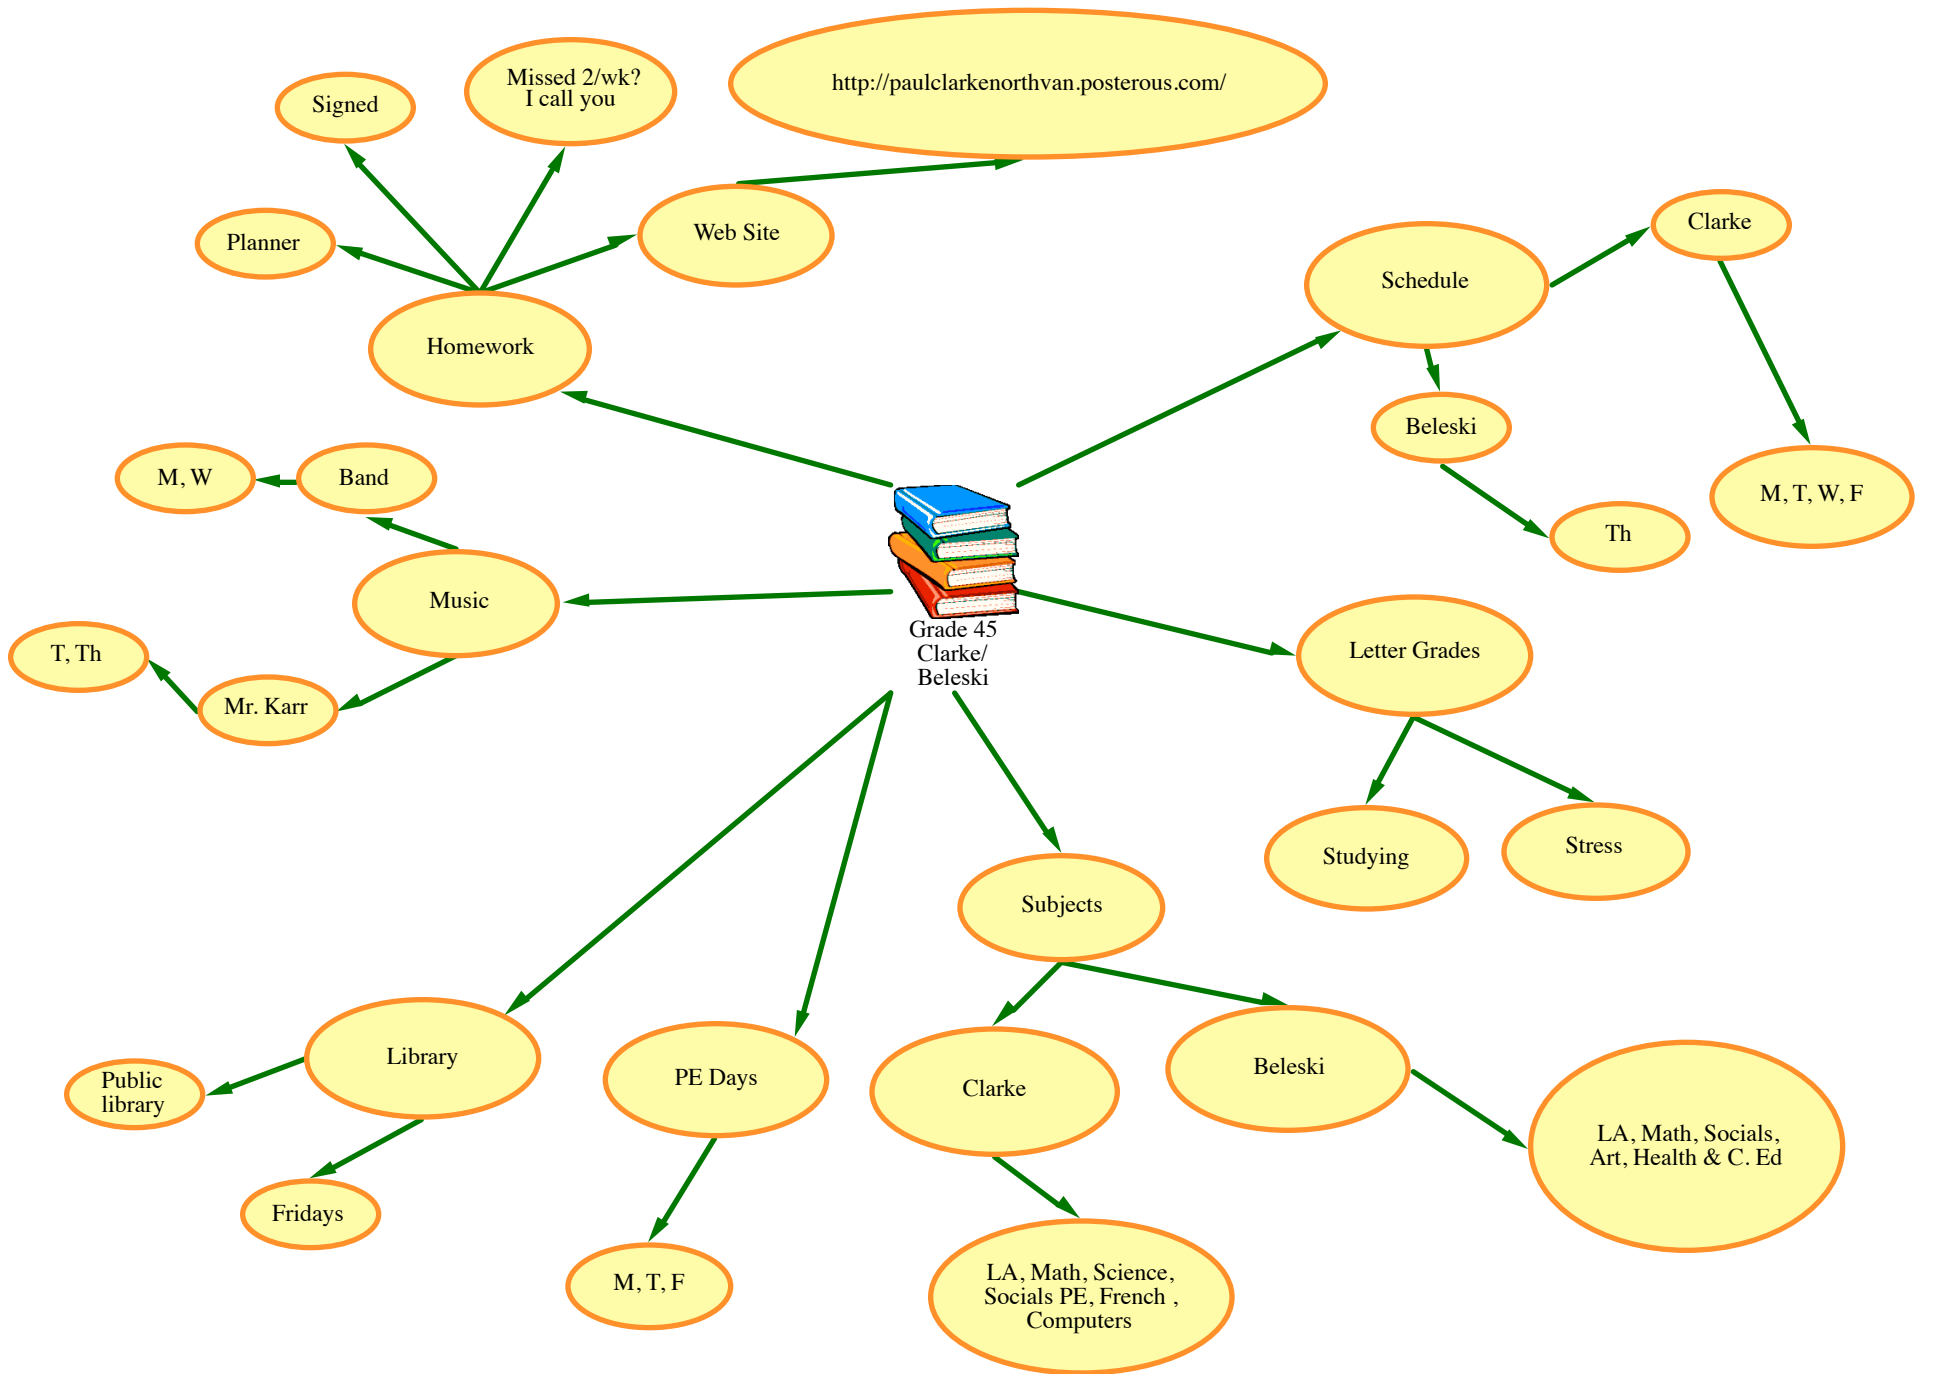 http://paulclarkenorthvan.posterous.com/
Missed 2/wk?
I call you
Signed
Planner
Web Site
Homework
Clarke
Schedule
Beleski
M, T, W, F
Th
M, W
Band
Music
T, Th
Mr. Karr
Grade 45
Clarke/
Beleski
Letter Grades
Studying
Stress
Subjects
Library
Public
library
Fridays
PE Days
M, T, F
Clarke
Beleski
LA, Math, Socials,
Art, Health & C. Ed
LA, Math, Science,
Socials PE, French ,
Computers